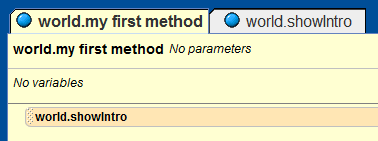 world.my first method world.showIntro
world.my first method No parameters
No variables
world.showIntro